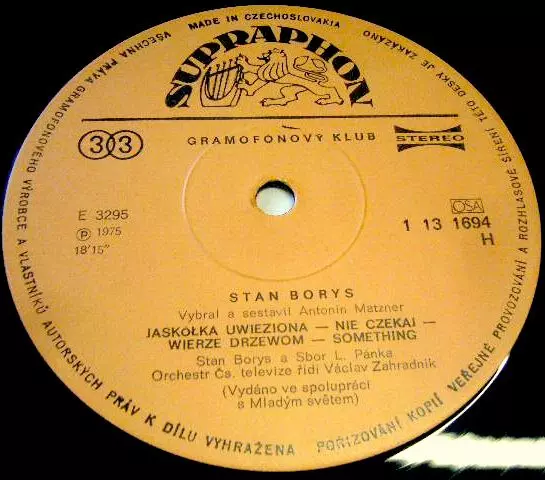 MADE IN CZECHOSLOVAKIA
VŠECHNA PRÁVA GRAMOFONOVÉHO VÝROBCE A VLASTNÍKŮ AUTORSKÝCH PRÁV K DÍLU VYHRAŽENA
POŘIZOVÁNÍ KOPIÍ VEŘEJNÉ PROVOZOVÁNÍ A ROZHLASOVÉ ŠÍŘENÍ TÉTO DESKY JE ZAKÁZÁNO
SUPRAPHON
33
GRAMOFONOVÝ KLUB
STEREO
E 3295
Ⓟ 1975
18'15"
OSA
1 13 1694
H
STAN BORYS
Vybral a sestavil Antonín Matzner
JASKÓLKA UWIEZIONA — NIE CZEKAJ —
WIERZE DRZEWOM — SOMETHING
Stan Borys a Sbor L. Pánka
Orchestr Čs. televize řídí Václav Zahradník
(Vydáno ve spolupráci
s Mladým světem)